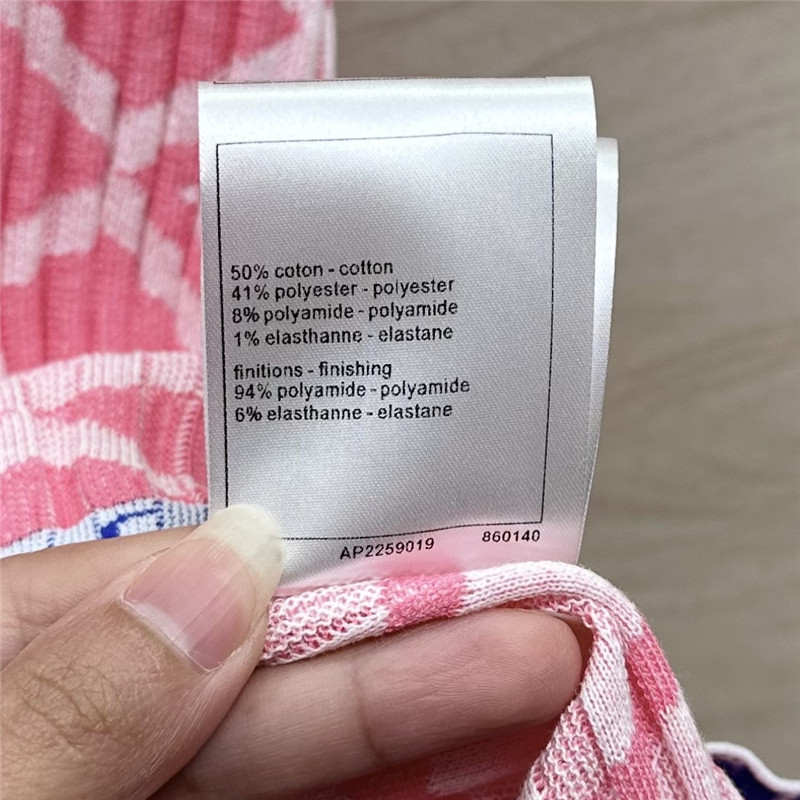 50% coton - cotton
41% polyester - polyester
8% polyamide - polyamide
1% elasthanne - elastane
finitions - finishing
94% polyamide - polyamide
6% elasthanne - elastane
AP2259019 860140